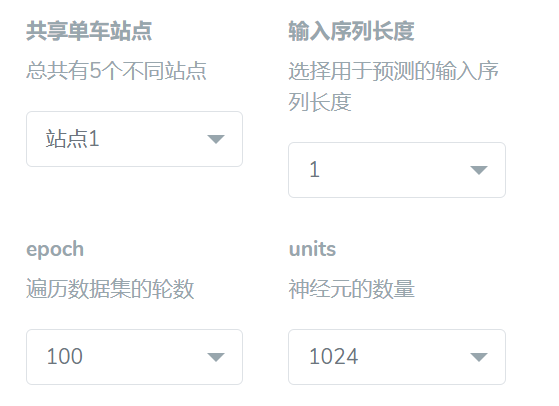 共享单车站点
总共有5个不同站点
站点1
输入序列长度
选择用于预测的输入序
列长度
1
epoch
遍历数据集的轮数
100
units
神经元的数量
1024